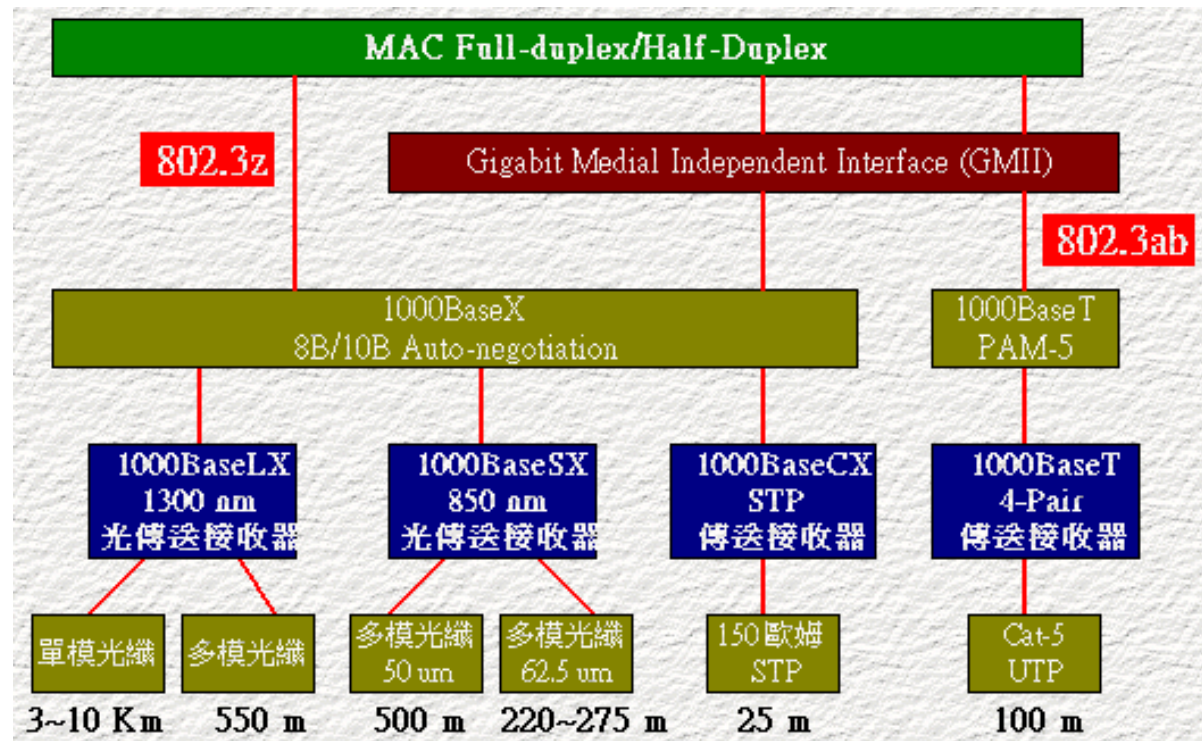 MAC Full-duplex/Half-Duplex
802.3z
Gigabit Medial Independent Interface (GMII)
802.3ab
1000BaseX
8B/10B Auto-negotiation
1000BaseT
PAM-5
1000BaseLX
1300 nm
光傳送接收器
1000BaseSX
850 nm
光傳送接收器
1000BaseCX
STP
傳送接收器
1000BaseT
4-Pair
傳送接收器
單模光纖
多模光纖
多模光纖
50 um
多模光纖
62.5 um
150歐姆
STP
Cat-5
UTP
3~10 Km
550 m
500 m
220~275 m
25 m
100 m